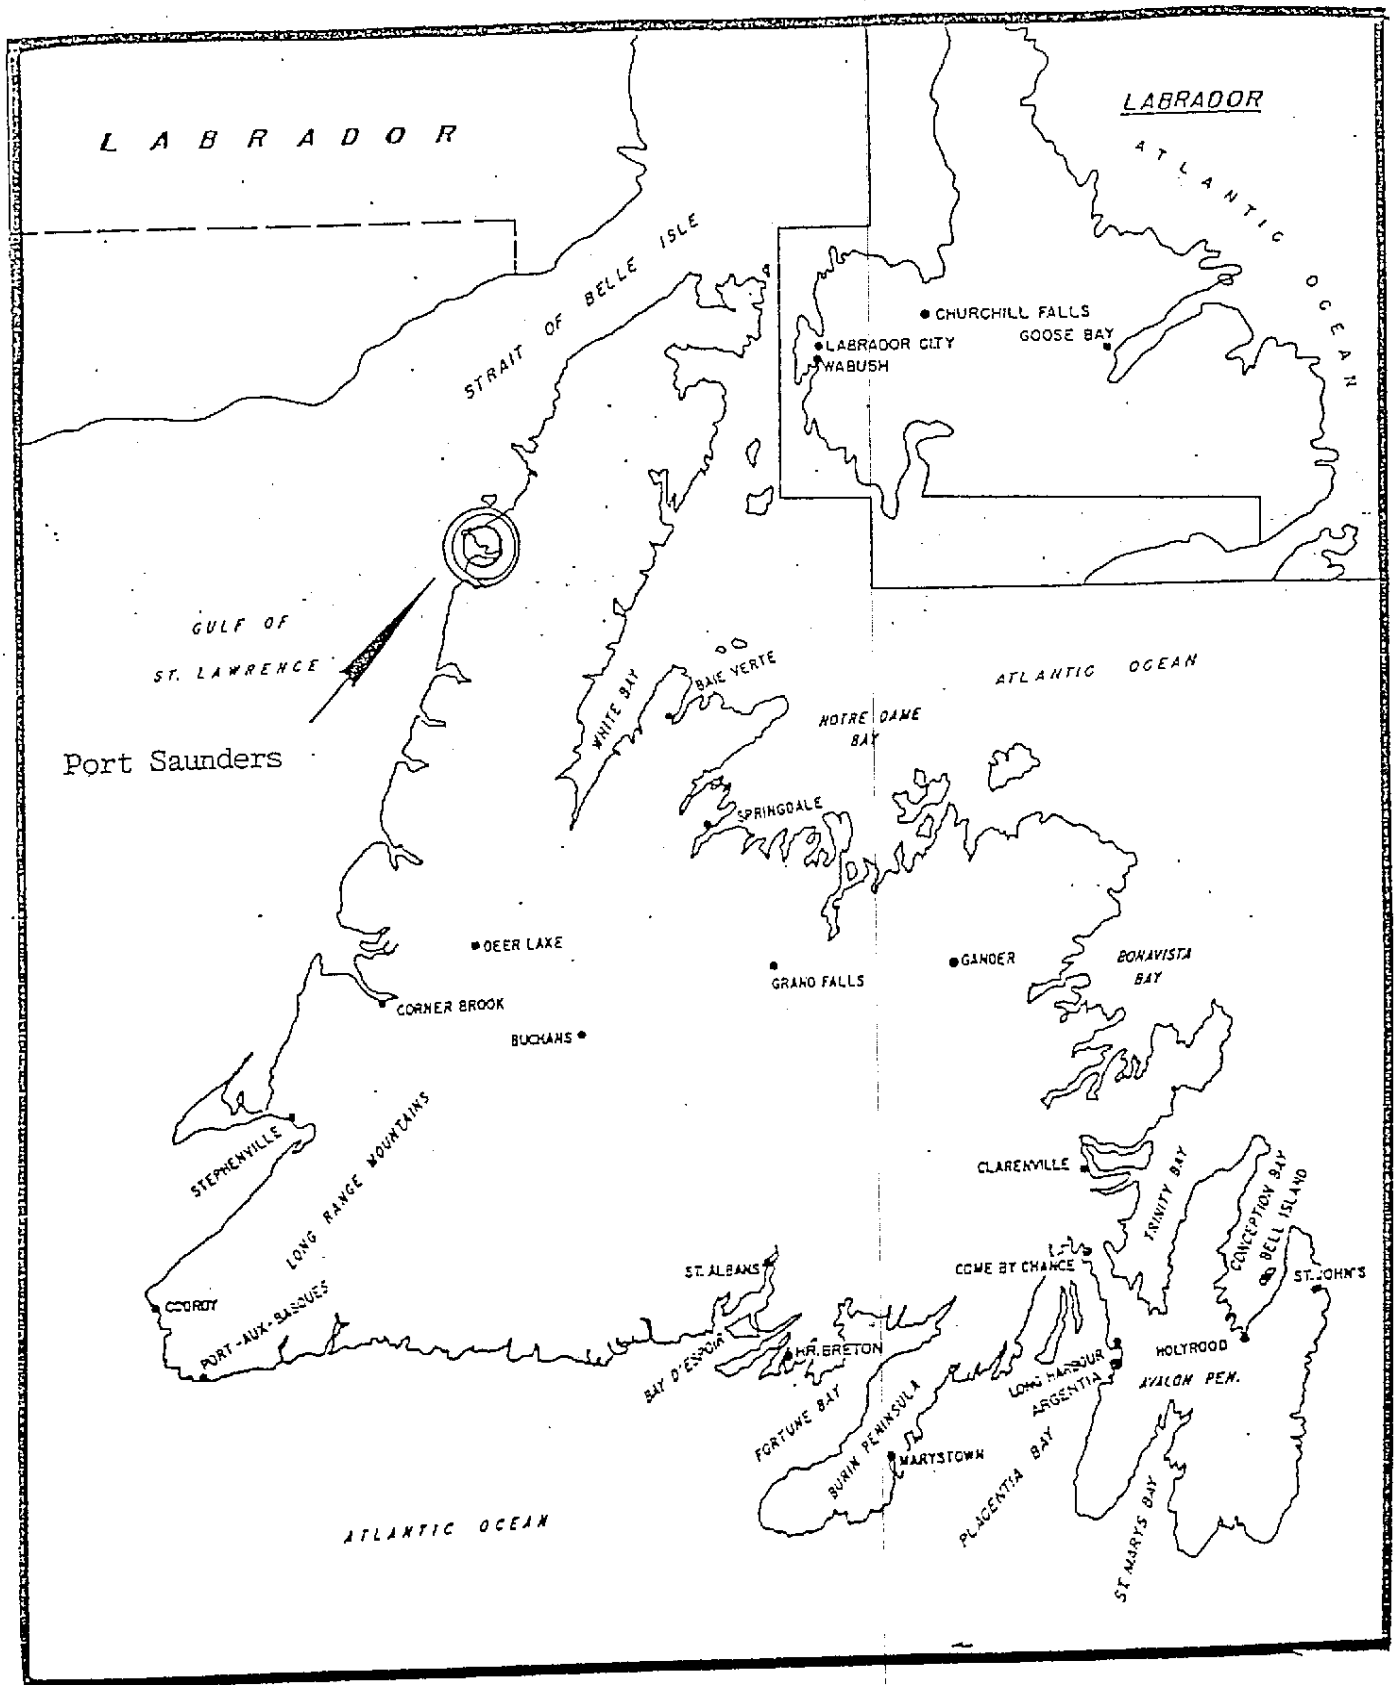 LABRADOR
LABRADOR
ATLANTIC OCEAN
STRAIT OF BELLE ISLE
CHURCHILL FALLS
GOOSE BAY
LABRADOR CITY
WABUSH
GULF OF
ST. LAWRENCE
Port Saunders
WHITE BAY
BAIE VERTE
ATLANTIC OCEAN
NOTRE DAME
BAY
SPRINGDALE
DEER LAKE
GRAND FALLS
GANDER
BONAVISTA
BAY
CORNER BROOK
BUCHANS
STEPHENVILLE
LONG RANGE MOUNTAINS
CLARENVILLE
TRINITY BAY
CONCEPTION BAY
BELL ISLAND
ST. JOHN'S
ST. ALBANS
COME BY CHANCE
CODROY
PORT-AUX-BASQUES
BAY D'ESPOIR
HR. BRETON
LONG HARBOUR
ARGENTIA
HOLYROOD
AVALON PEN.
FORTUNE BAY
BURIN PENINSULA
MARYSTOWN
PLACENTIA BAY
ST. MARYS BAY
ATLANTIC OCEAN